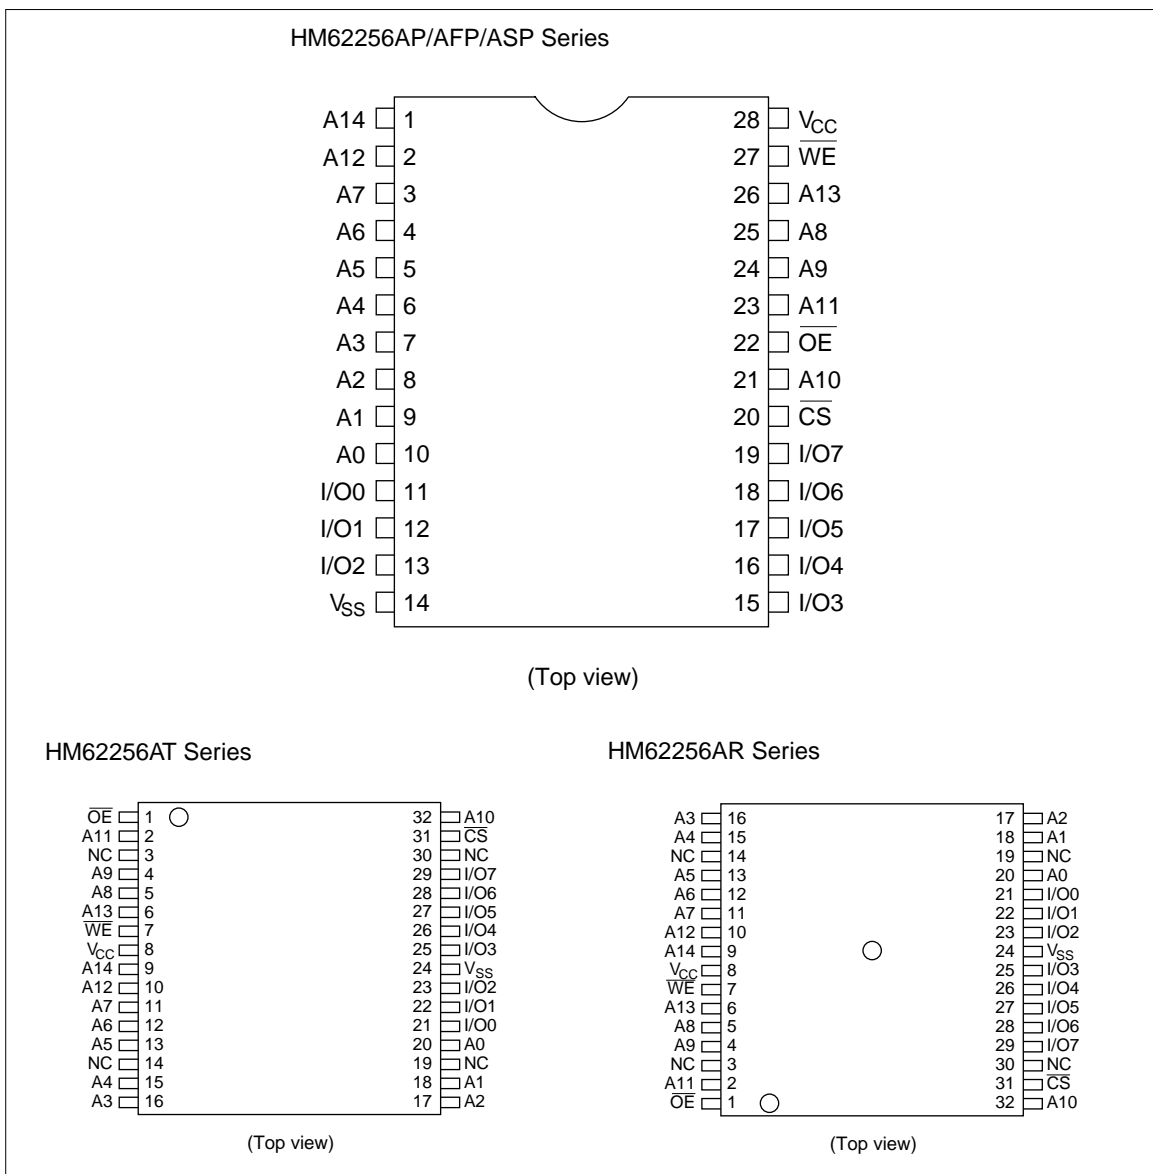 HM62256AP/AFP/ASP Series
A14 1 28 VCC
A12 2 27 WE
A7 3 26 A13
A6 4 25 A8
A5 5 24 A9
A4 6 23 A11
A3 7 22 OE
A2 8 21 A10
A1 9 20 CS
A0 10 19 I/O7
I/O0 11 18 I/O6
I/O1 12 17 I/O5
I/O2 13 16 I/O4
VSS 14 15 I/O3
(Top view)
HM62256AT Series
OE 1 32 A10
A11 2 31 CS
NC 3 30 NC
A9 4 29 I/O7
A8 5 28 I/O6
A13 6 27 I/O5
WE 7 26 I/O4
VCC 8 25 I/O3
A14 9 24 VSS
A12 10 23 I/O2
A7 11 22 I/O1
A6 12 21 I/O0
A5 13 20 A0
NC 14 19 NC
A4 15 18 A1
A3 16 17 A2
(Top view)
HM62256AR Series
A3 16 17 A2
A4 15 18 A1
NC 14 19 NC
A5 13 20 A0
A6 12 21 I/O0
A7 11 22 I/O1
A12 10 23 I/O2
A14 9 24 VSS
VCC 8 25 I/O3
WE 7 26 I/O4
A13 6 27 I/O5
A8 5 28 I/O6
A9 4 29 I/O7
NC 3 30 NC
A11 2 31 CS
OE 1 32 A10
(Top view)